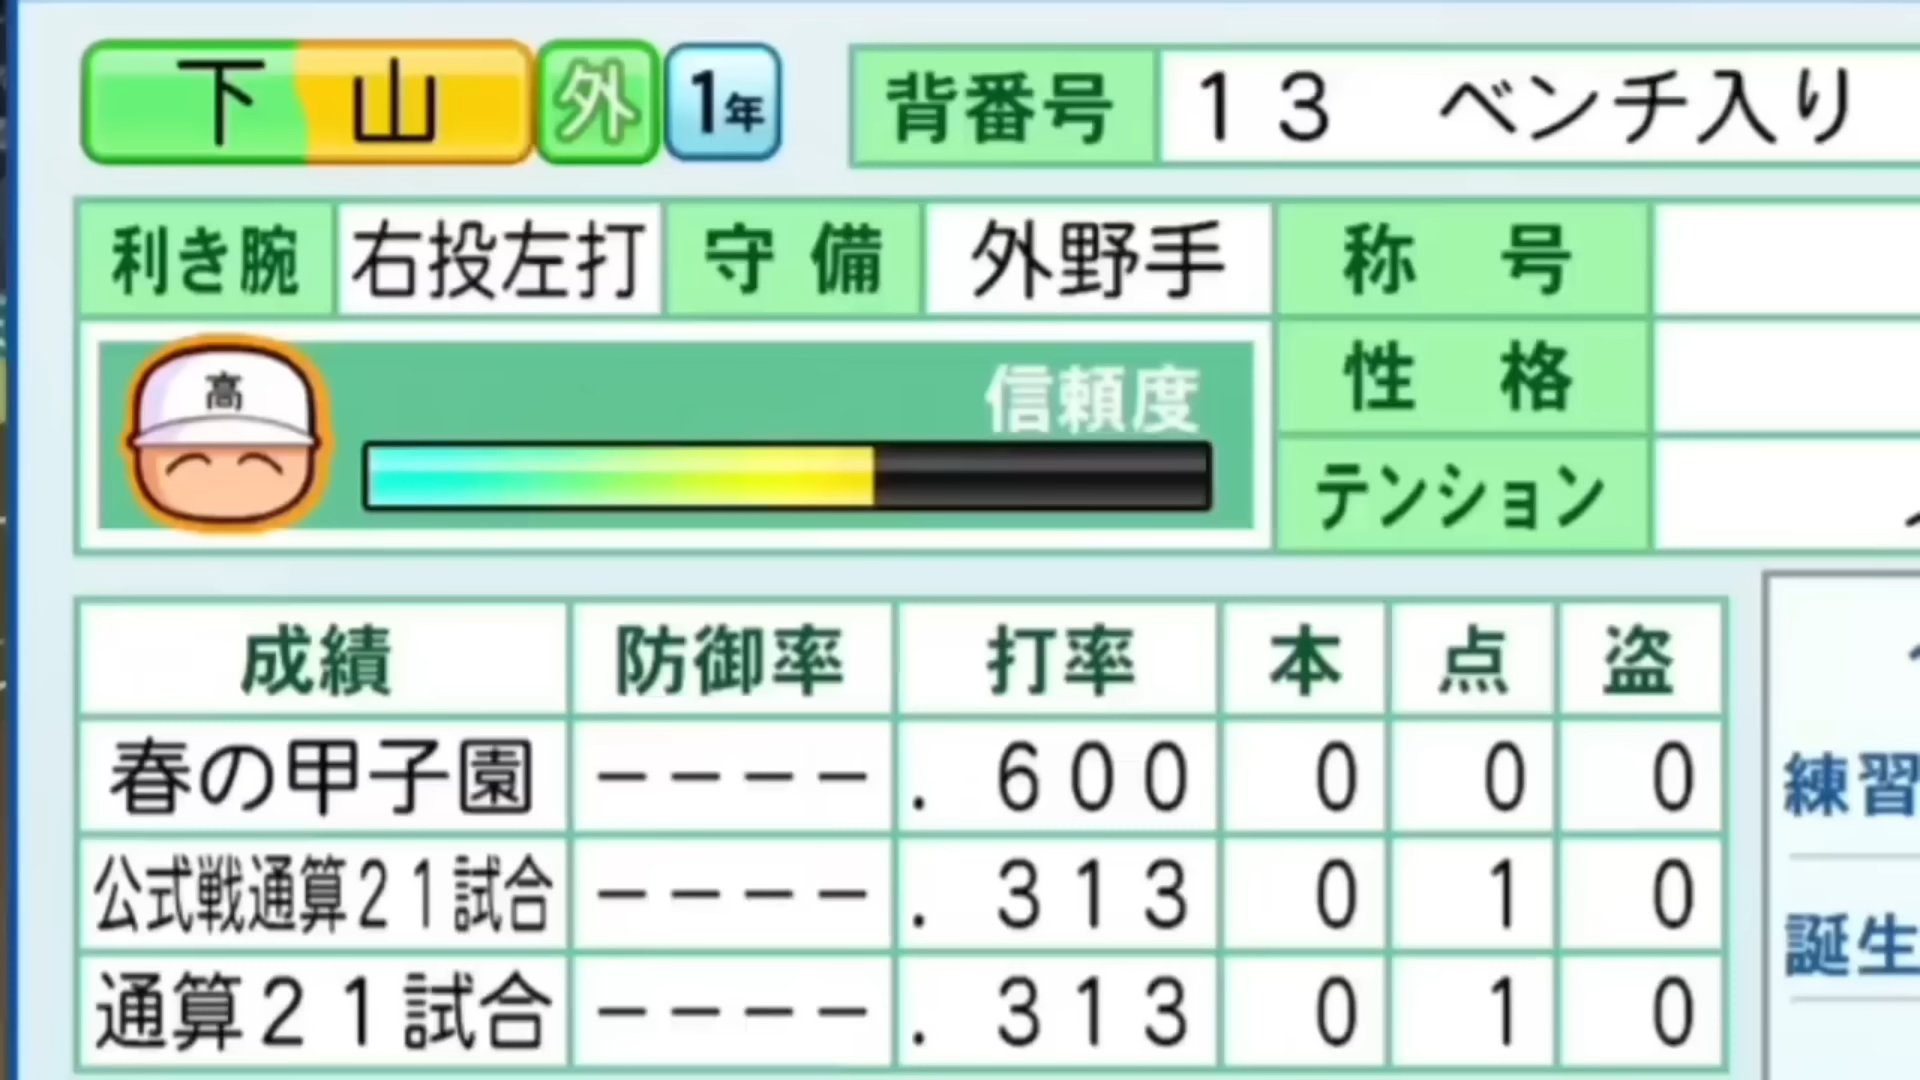 下 山 外 1年 背番号 13 ベンチ入り
利き腕 右投左打 守備 外野手 称号
高
信頼度
性格
テンション
成績 防御率 打率 本 点 盗
春の甲子園 ---- .600 0 0 0
公式戦通算21試合 ---- .313 0 1 0
通算21試合 ---- .313 0 1 0
練習
誕生